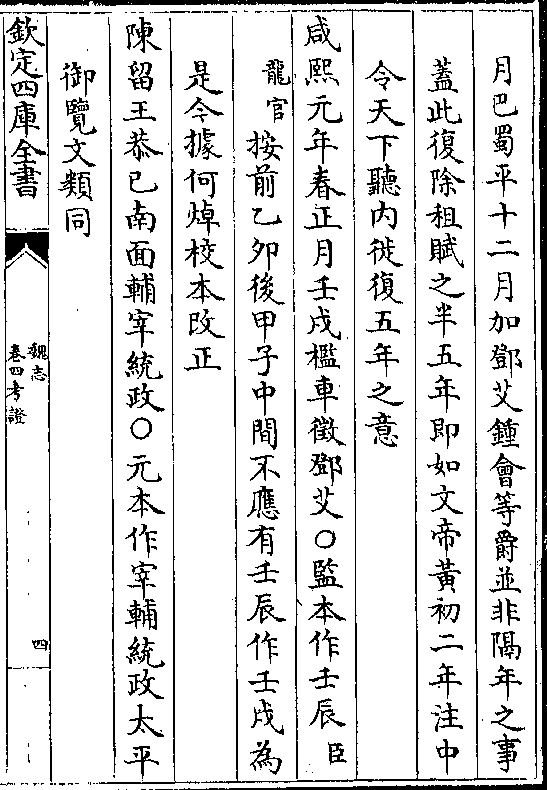 月巴蜀平十二月加鄧艾鍾會等爵並非隔年之事
蓋此復除租賦之半五年即如文帝黃初二年注中
令天下聽內徙復五年之意
咸熙元年春正月壬戌檻車徵鄧艾○監本作壬辰臣
龍官按前乙卯後甲子中間不應有壬辰作壬戌為
是今據何焯校本改正
陳留王恭已南面輔宰統政○元本作宰輔統政太平
御覽文類同
欽定四庫全書
魏志
卷四考證
四